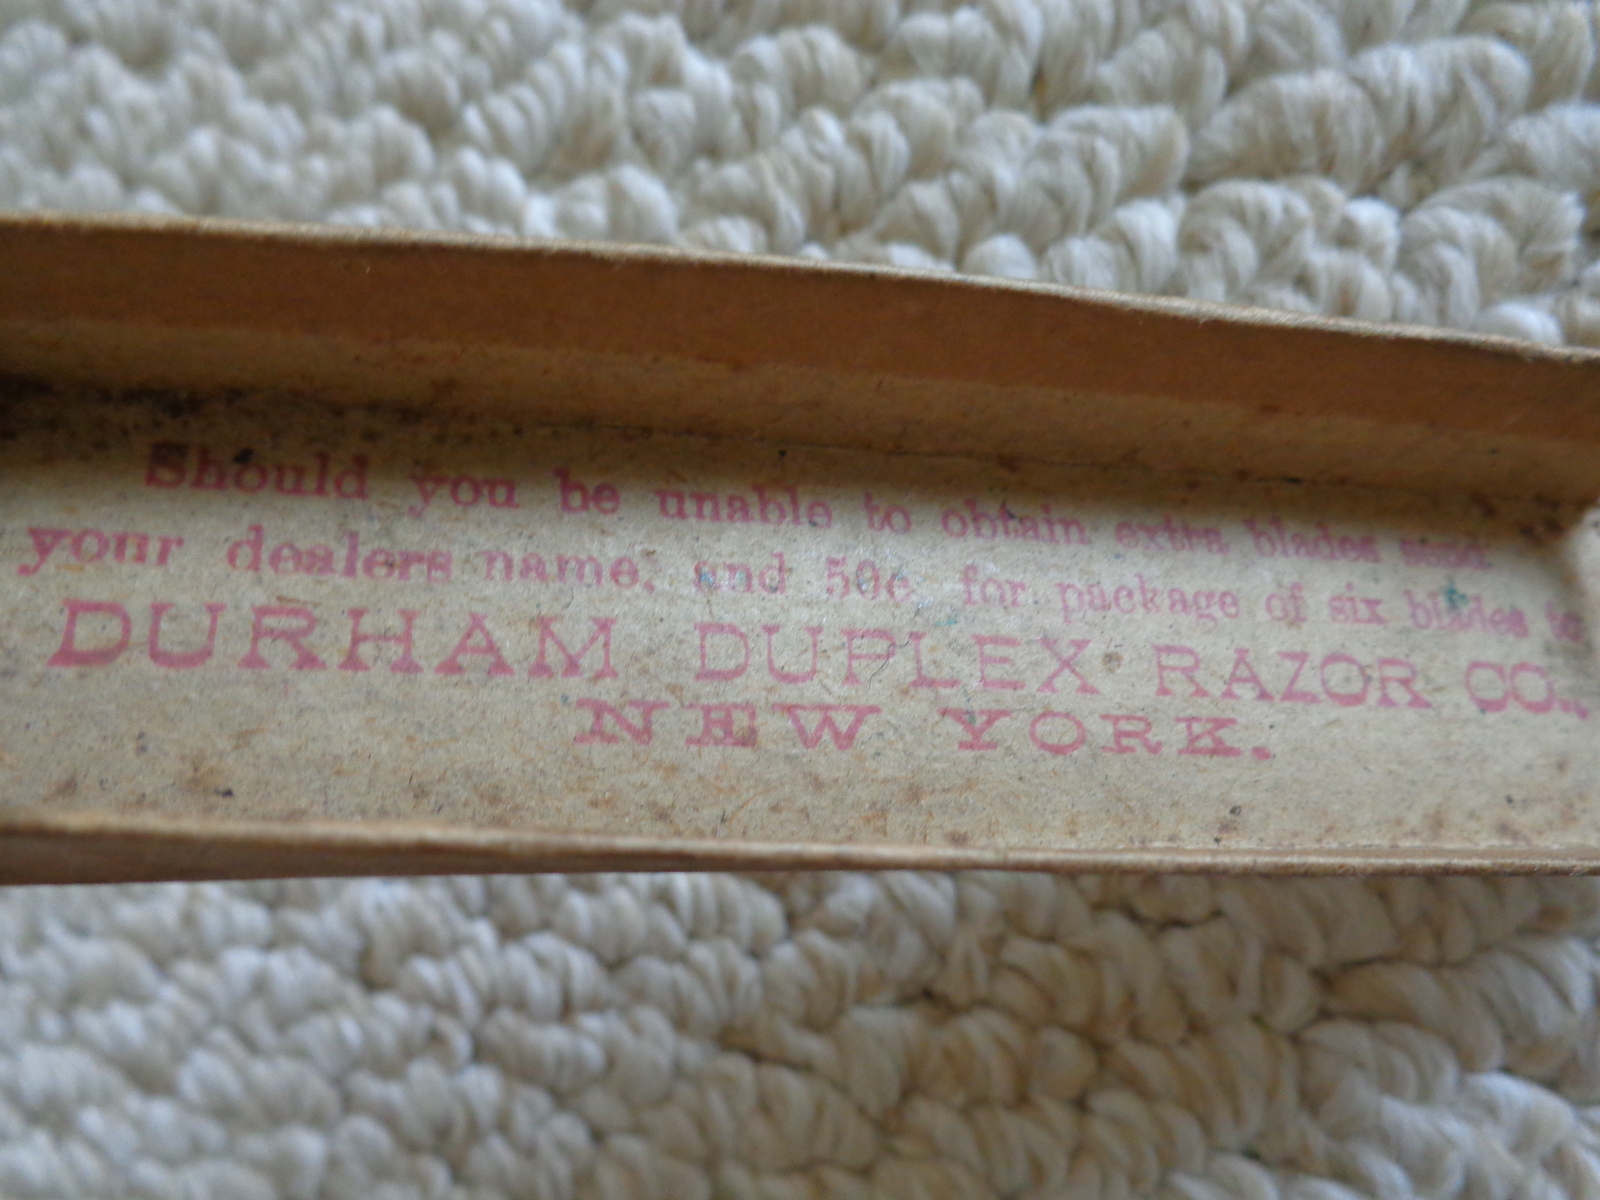 Should you be unable to obtain extra blades send
your dealers name, and 50c for package of six blades to
DURHAM DUPLEX RAZOR CO.,
NEW YORK.